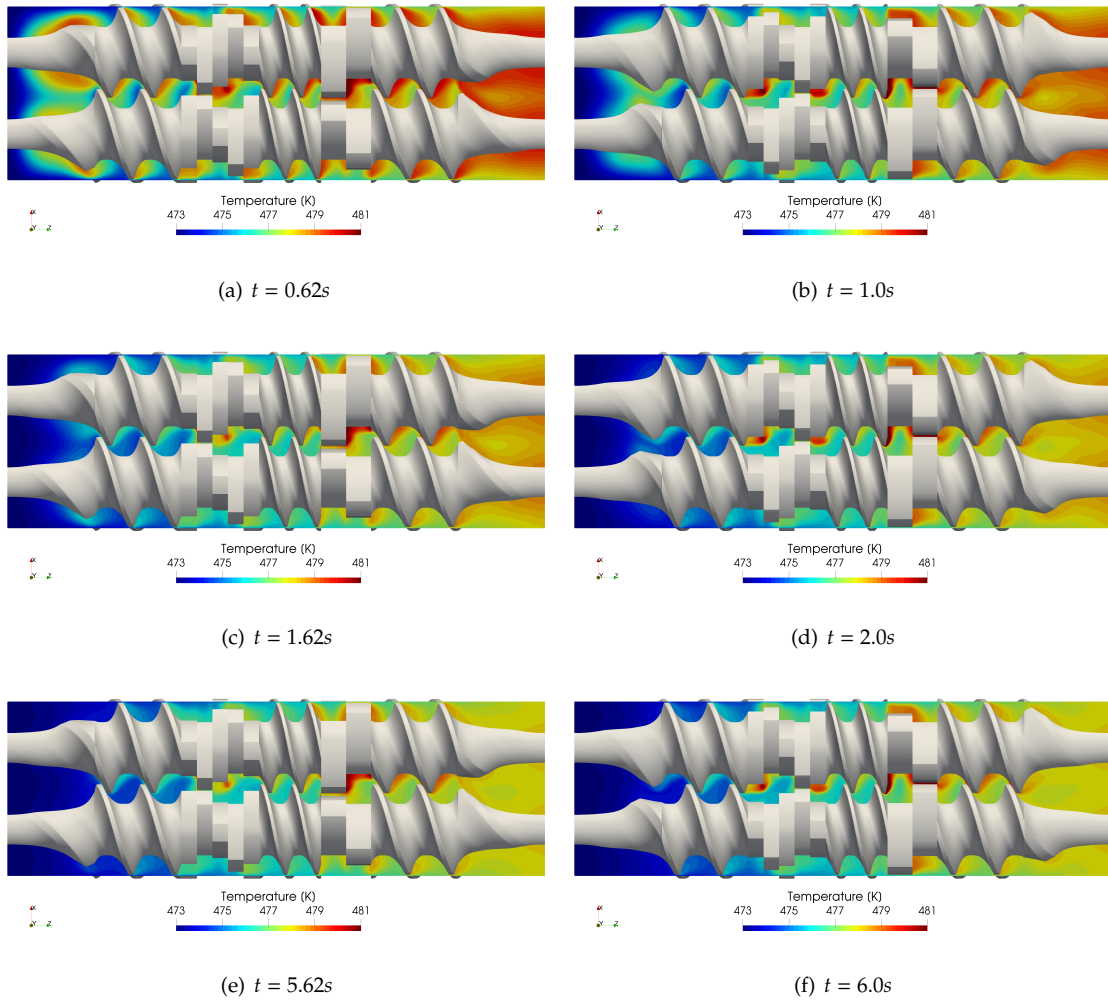 Temperature (K)
473 475 477 479 481
X
Y Z
(a) t = 0.62s
Temperature (K)
473 475 477 479 481
X
Y Z
(b) t = 1.0s
Temperature (K)
473 475 477 479 481
X
Y Z
(c) t = 1.62s
Temperature (K)
473 475 477 479 481
X
Y Z
(d) t = 2.0s
Temperature (K)
473 475 477 479 481
X
Y Z
(e) t = 5.62s
Temperature (K)
473 475 477 479 481
X
Y Z
(f) t = 6.0s